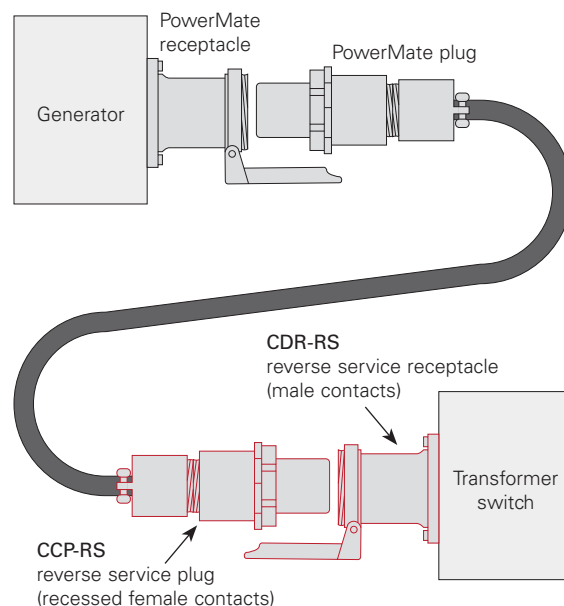 PowerMate
receptacle
PowerMate plug
Generator
CDR-RS
reverse service receptacle
(male contacts)
Transformer
switch
CCP-RS
reverse service plug
(recessed female contacts)